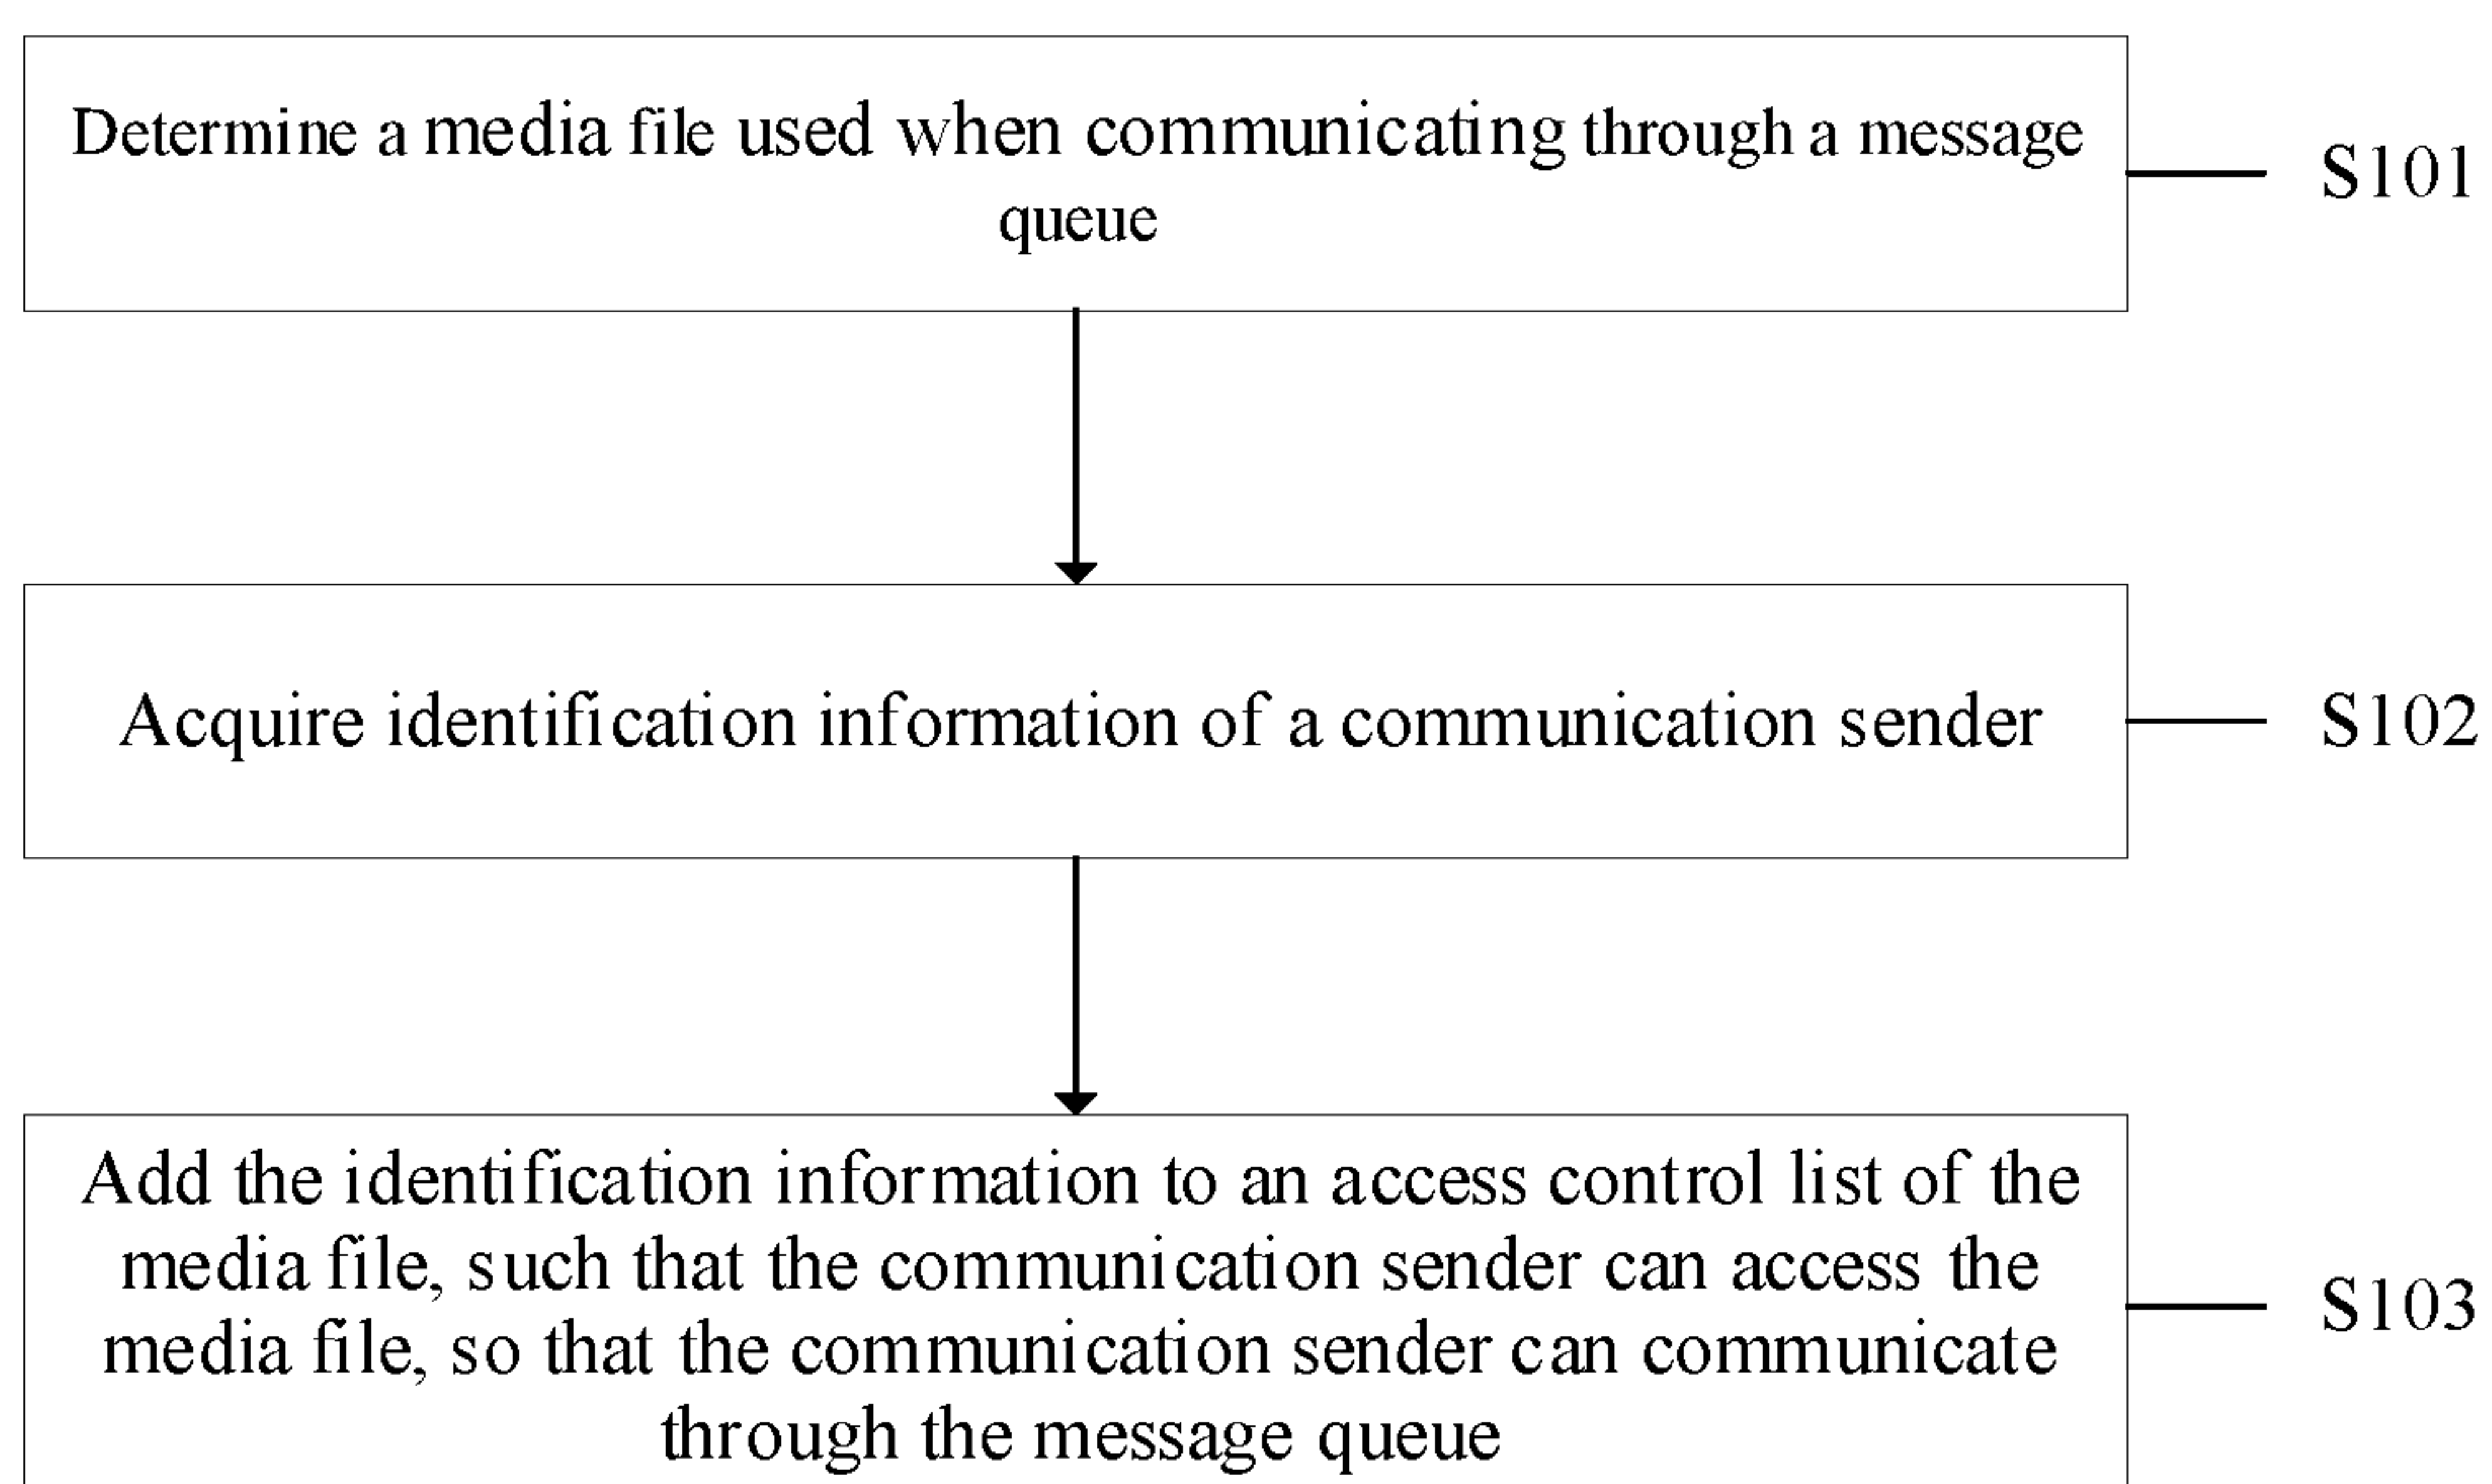 Determine a media file used when communicating through a message
queue
S101
Acquire identification information of a communication sender
S102
Add the identification information to an access control list of the
media file, such that the communication sender can access the
media file, so that the communication sender can communicate
through the message queue
S103